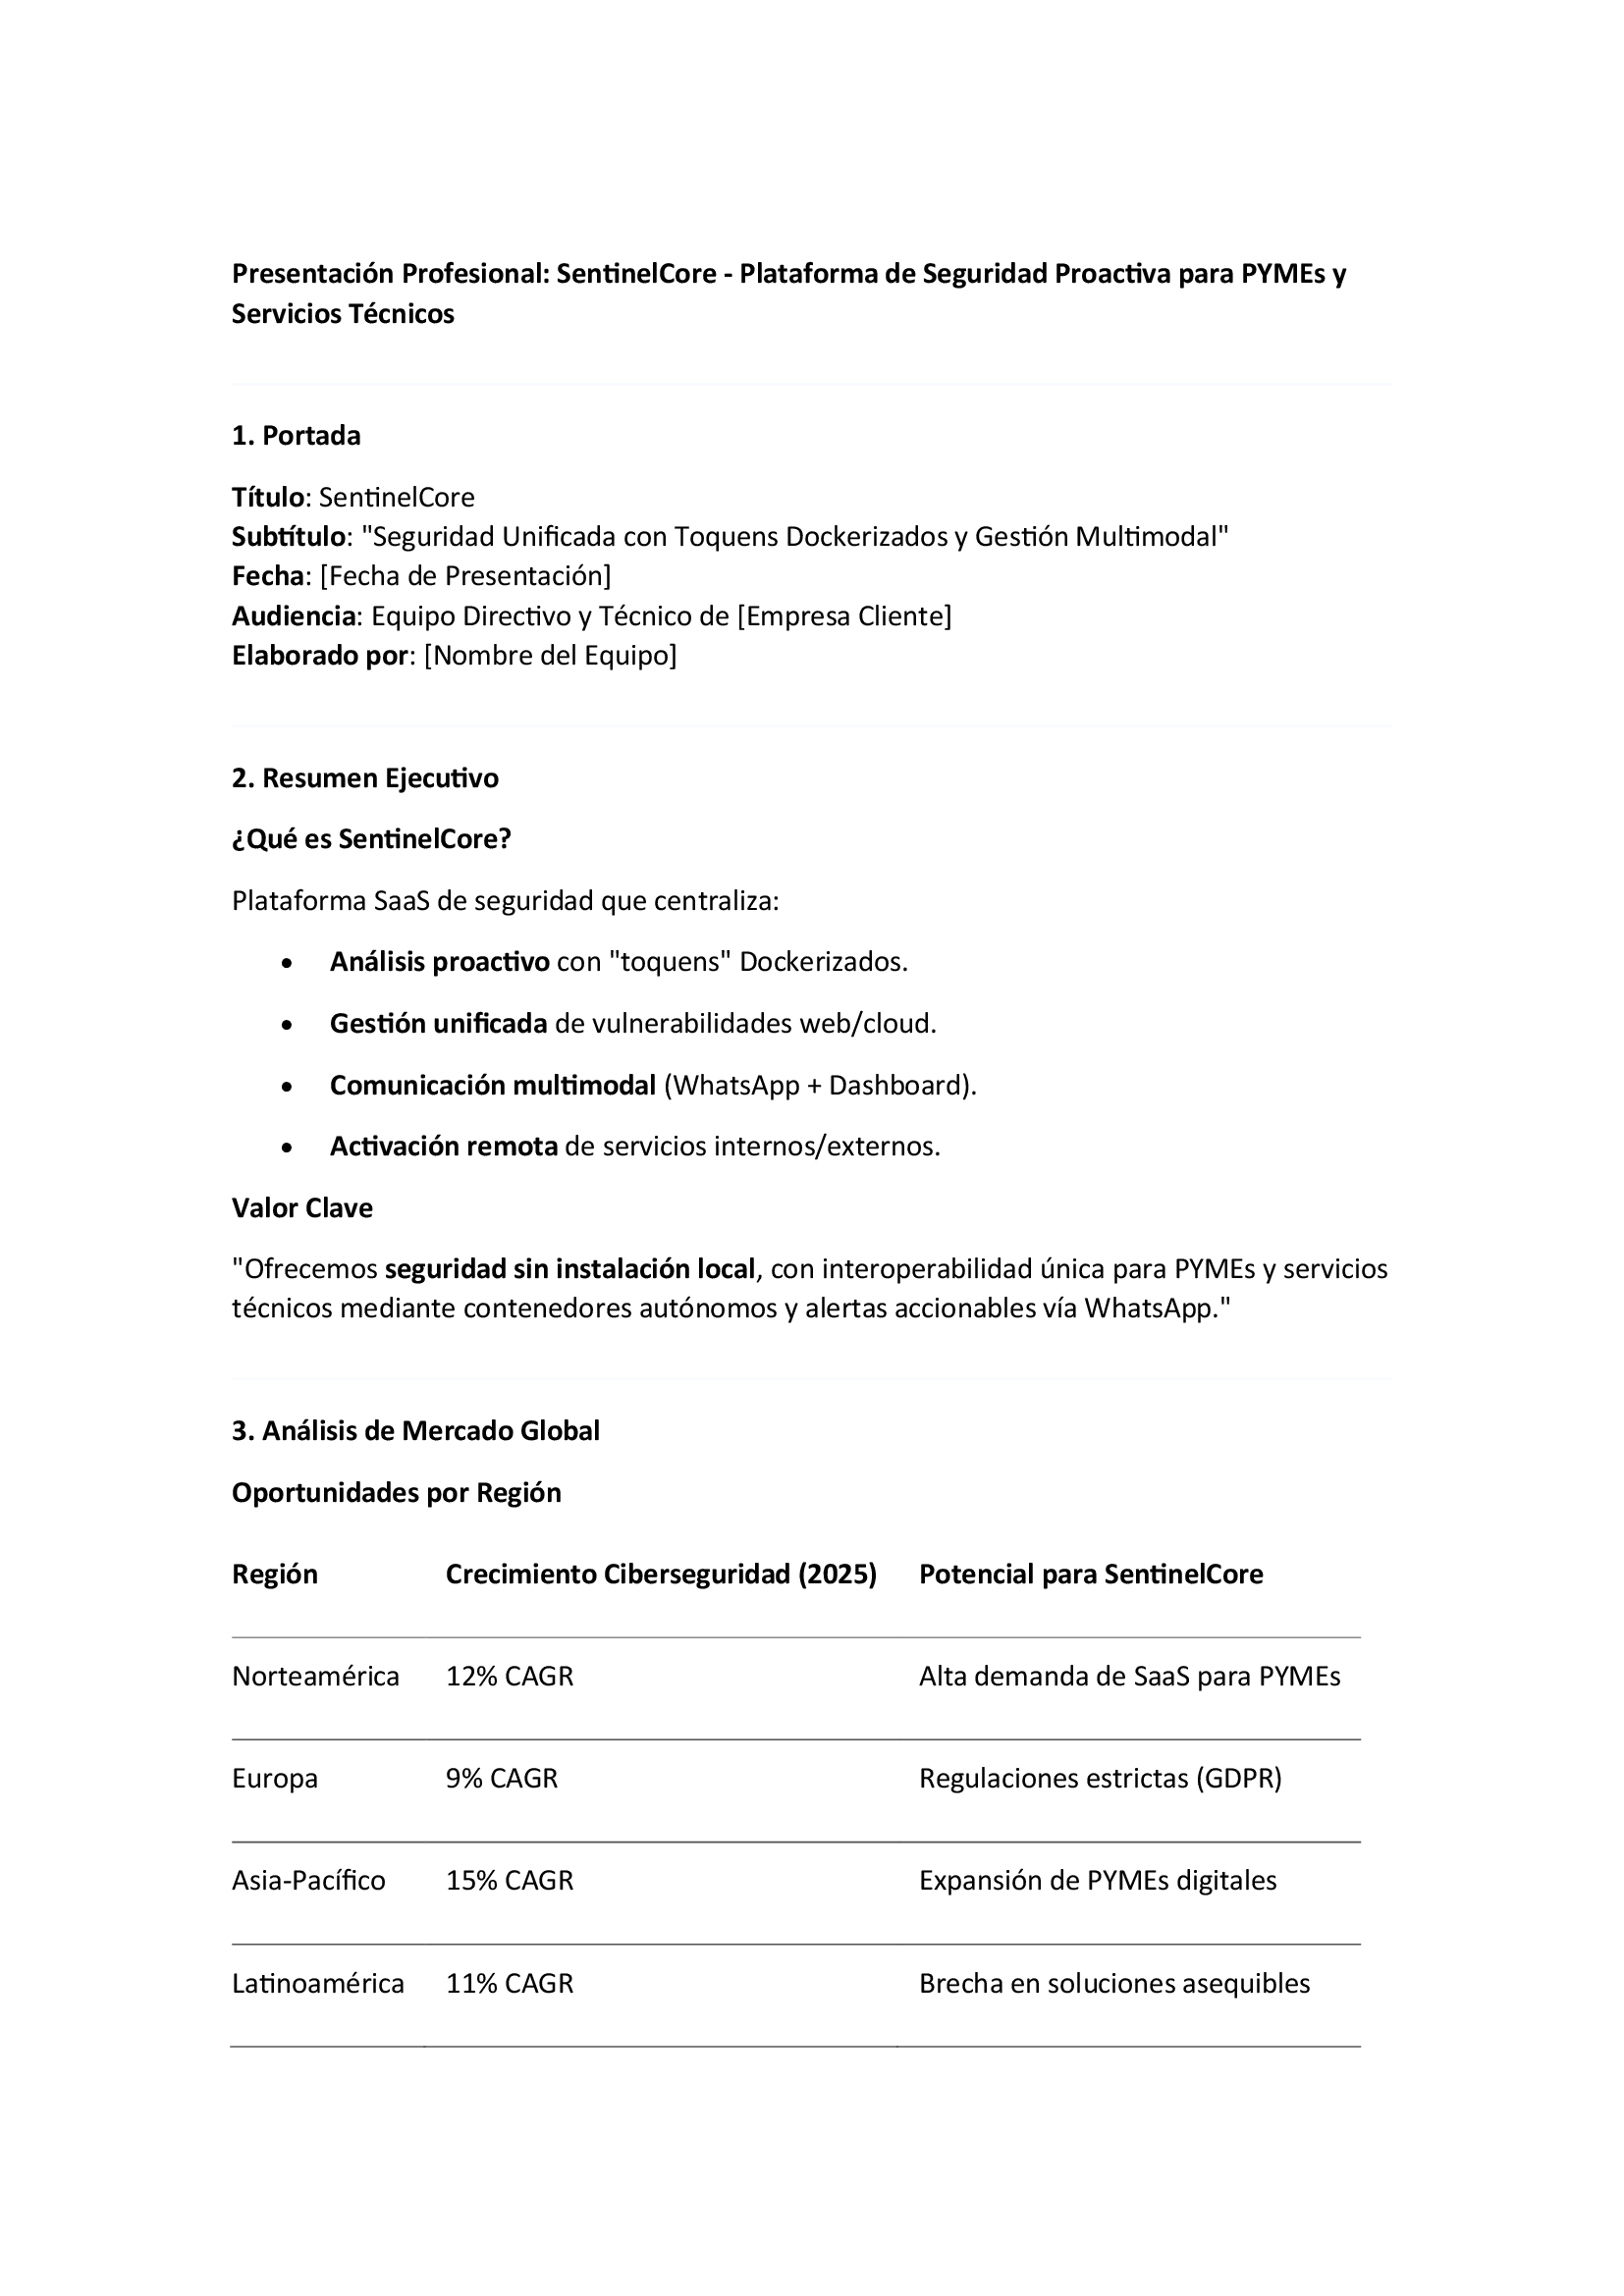 Presentación Profesional: SentinelCore - Plataforma de Seguridad Proactiva para PYMEs y
Servicios Técnicos
1. Portada
Título: SentinelCore
Subtítulo: "Seguridad Unificada con Toquens Dockerizados y Gestión Multimodal"
Fecha: [Fecha de Presentación]
Audiencia: Equipo Directivo y Técnico de [Empresa Cliente]
Elaborado por: [Nombre del Equipo]
2. Resumen Ejecutivo
¿Qué es SentinelCore?
Plataforma SaaS de seguridad que centraliza:
• Análisis proactivo con "toquens" Dockerizados.
• Gestión unificada de vulnerabilidades web/cloud.
• Comunicación multimodal (WhatsApp + Dashboard).
• Activación remota de servicios internos/externos.
Valor Clave
"Ofrecemos seguridad sin instalación local, con interoperabilidad única para PYMEs y servicios
técnicos mediante contenedores autónomos y alertas accionables vía WhatsApp."
3. Análisis de Mercado Global
Oportunidades por Región
Región Crecimiento Ciberseguridad (2025) Potencial para SentinelCore
Norteamérica 12% CAGR Alta demanda de SaaS para PYMEs
Europa 9% CAGR Regulaciones estrictas (GDPR)
Asia-Pacífico 15% CAGR Expansión de PYMEs digitales
Latinoamérica 11% CAGR Brecha en soluciones asequibles